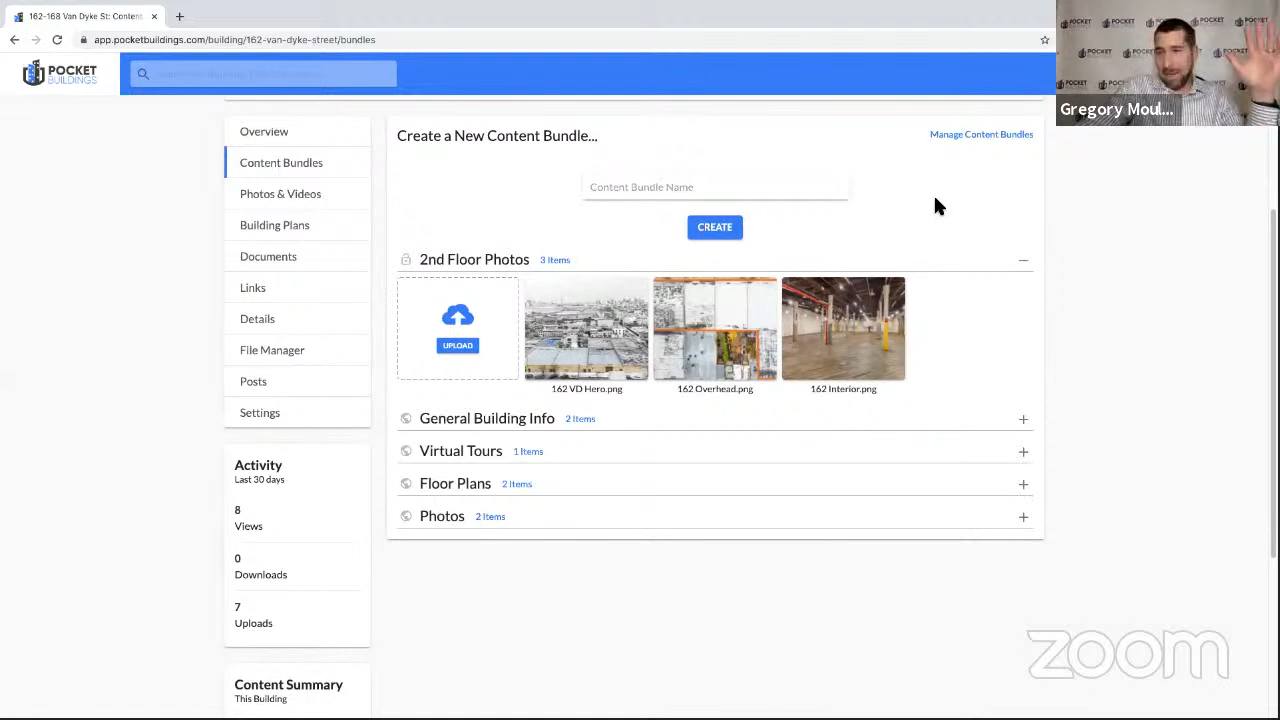 162-168 Van Dyke St: Content
app.pocketbuildings.com/building/162-van-dyke-street/bundles
POCKET
BUILDINGS
Gregory Moul...
Overview
Content Bundles
Photos & Videos
Building Plans
Documents
Links
Details
File Manager
Posts
Settings
Activity
Last 30 days
8
Views
0
Downloads
7
Uploads
Content Summary
This Building
Create a New Content Bundle...
Manage Content Bundles
Content Bundle Name
CREATE
2nd Floor Photos 3 Items
UPLOAD
162 VD Hero.png
162 Overhead.png
162 Interior.png
General Building Info 2 Items
Virtual Tours 1 Items
Floor Plans 2 Items
Photos 2 Items
zoom